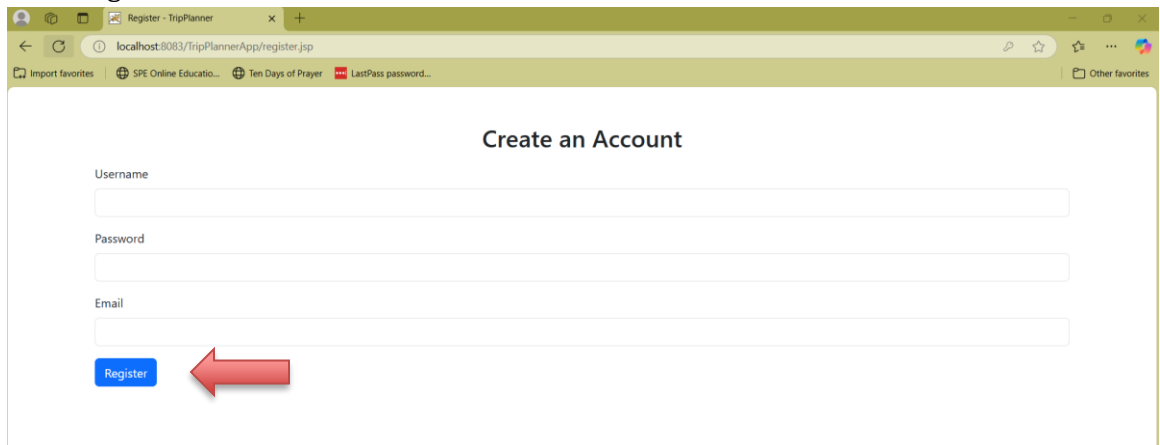 Register - TripPlanner
localhost:8083/TripPlannerApp/register.jsp
Import favorites SPE Online Educatio... Ten Days of Prayer LastPass password... Other favorites
Create an Account
Username
Password
Email
Register